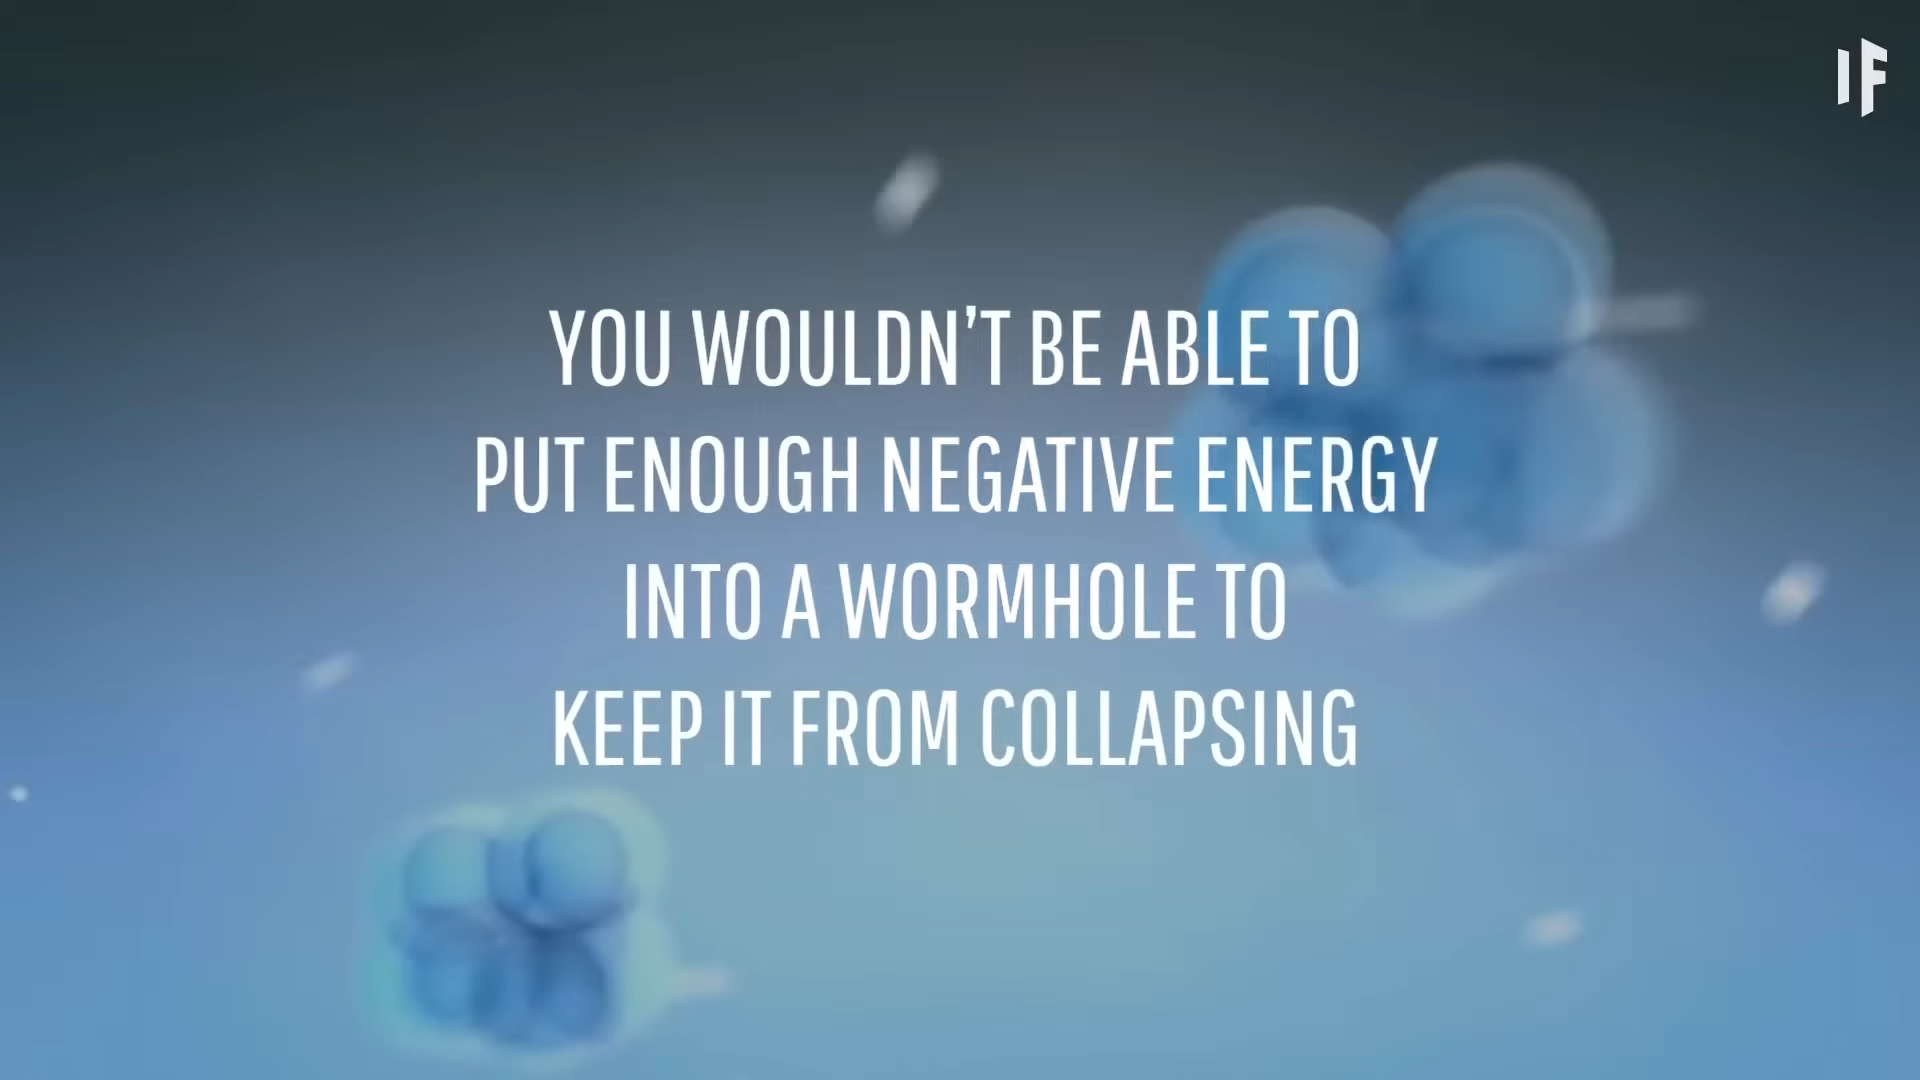 IF
YOU WOULDN'T BE ABLE TO
PUT ENOUGH NEGATIVE ENERGY
INTO A WORMHOLE TO
KEEP IT FROM COLLAPSING